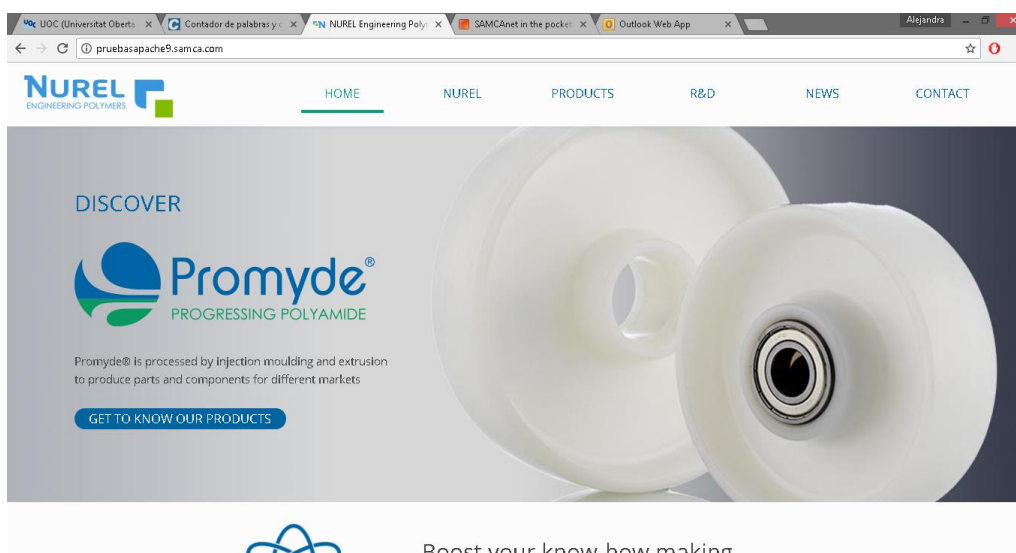 UOC (Universitat Oberta
Contador de palabras y c
NUREL Engineering Poly
SAMCAnet in the pocket
Outlook Web App
Alejandra
pruebasapache9.samca.com
NUREL
ENGINEERING POLYMERS
HOME
NUREL
PRODUCTS
R&D
NEWS
CONTACT
DISCOVER
Promyde®
PROGRESSING POLYAMIDE
Promyde® is processed by injection moulding and extrusion
to produce parts and components for different markets
GET TO KNOW OUR PRODUCTS
Boost your know-how making